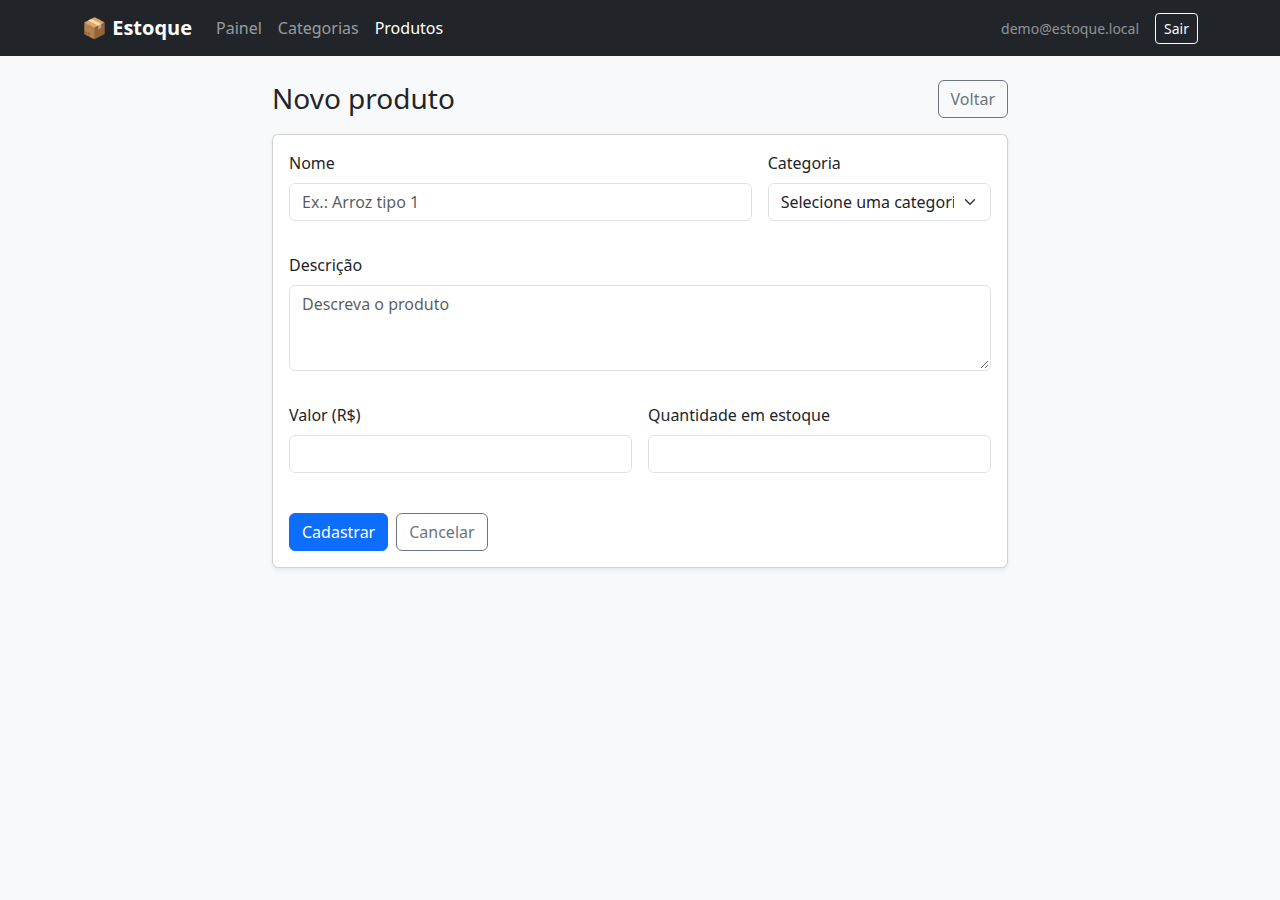 Estoque Painel Categorias Produtos demo@estoque.local Sair
Novo produto Voltar
Nome Categoria
Ex.: Arroz tipo 1 Selecione uma categori
Descrição
Descreva o produto
Valor (R$) Quantidade em estoque
Cadastrar Cancelar